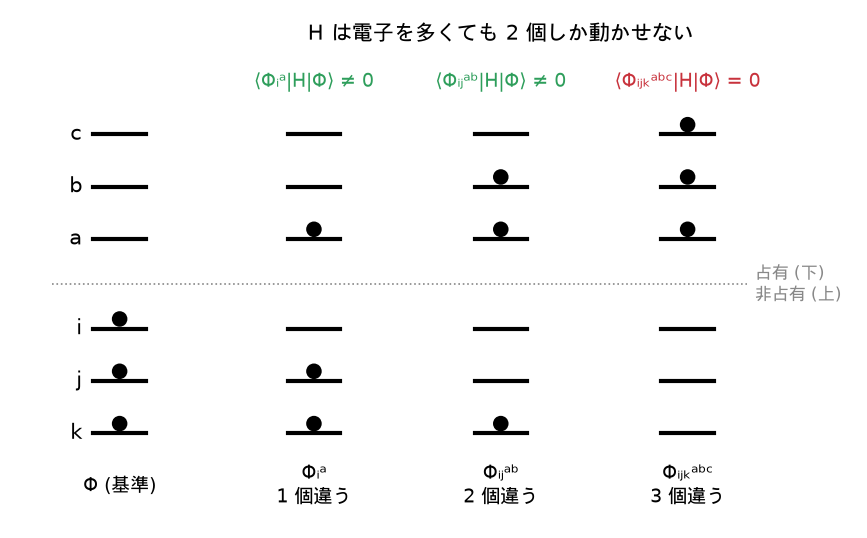 H は電子を多くても 2 個しか動かせない
⟨Φᵢᵃ|H|Φ⟩ ≠ 0
⟨Φᵢⱼᵃᵇ|H|Φ⟩ ≠ 0
⟨Φᵢⱼₖᵃᵇᶜ|H|Φ⟩ = 0
c
b
a
占有 (下)
非占有 (上)
i
j
k
Φ (基準)
Φᵢᵃ
1 個違う
Φᵢⱼᵃᵇ
2 個違う
Φᵢⱼₖᵃᵇᶜ
3 個違う